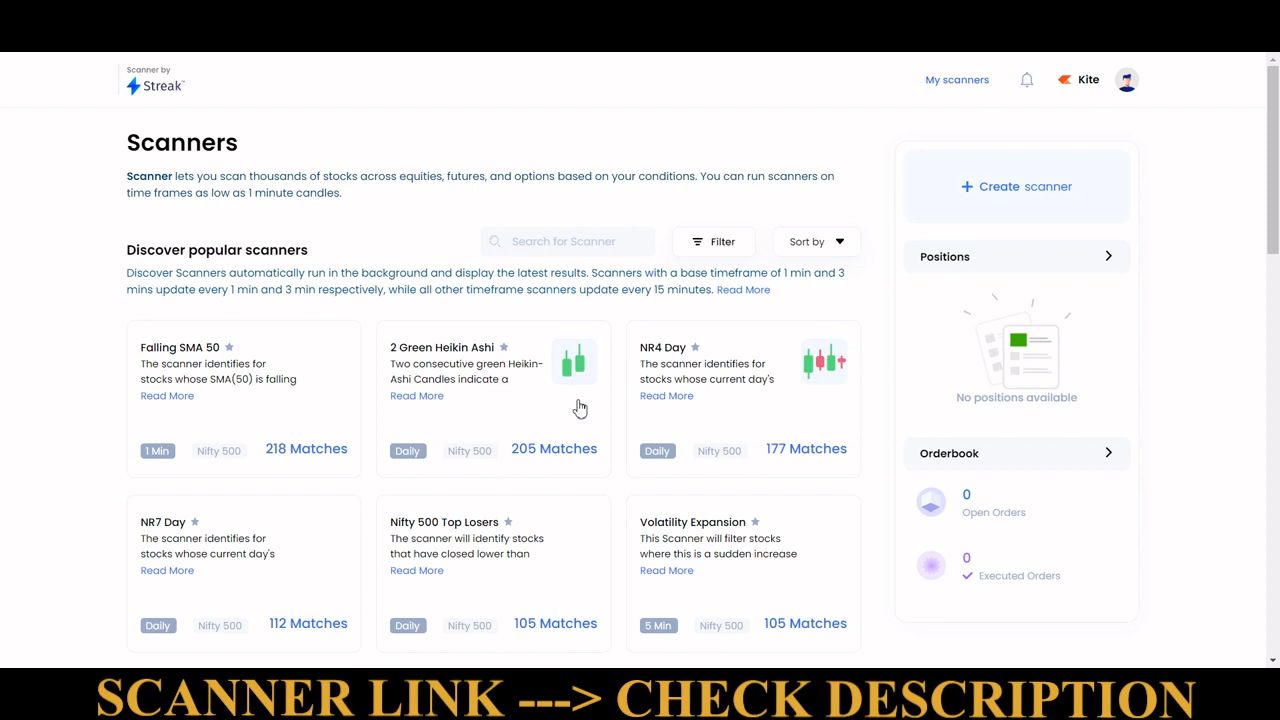 Scanner by
Streak™
My scanners
Kite
Scanners
Scanner lets you scan thousands of stocks across equities, futures, and options based on your conditions. You can run scanners on
time frames as low as 1 minute candles.
+ Create scanner
Discover popular scanners
Search for Scanner
Filter
Sort by
Positions
Discover Scanners automatically run in the background and display the latest results. Scanners with a base timeframe of 1 min and 3
mins update every 1 min and 3 min respectively, while all other timeframe scanners update every 15 minutes. Read More
Falling SMA 50
The scanner identifies for
stocks whose SMA(50) is falling
Read More
1 Min
Nifty 500
218 Matches
2 Green Heikin Ashi
Two consecutive green Heikin-
Ashi Candles indicate a
Read More
Daily
Nifty 500
205 Matches
NR4 Day
The scanner identifies for
stocks whose current day's
Read More
Daily
Nifty 500
177 Matches
No positions available
Orderbook
0
Open Orders
0
Executed Orders
NR7 Day
The scanner identifies for
stocks whose current day's
Read More
Daily
Nifty 500
112 Matches
Nifty 500 Top Losers
The scanner will identify stocks
that have closed lower than
Read More
Daily
Nifty 500
105 Matches
Volatility Expansion
This Scanner will filter stocks
where this is a sudden increase
Read More
5 Min
Nifty 500
105 Matches
SCANNER LINK ---> CHECK DESCRIPTION